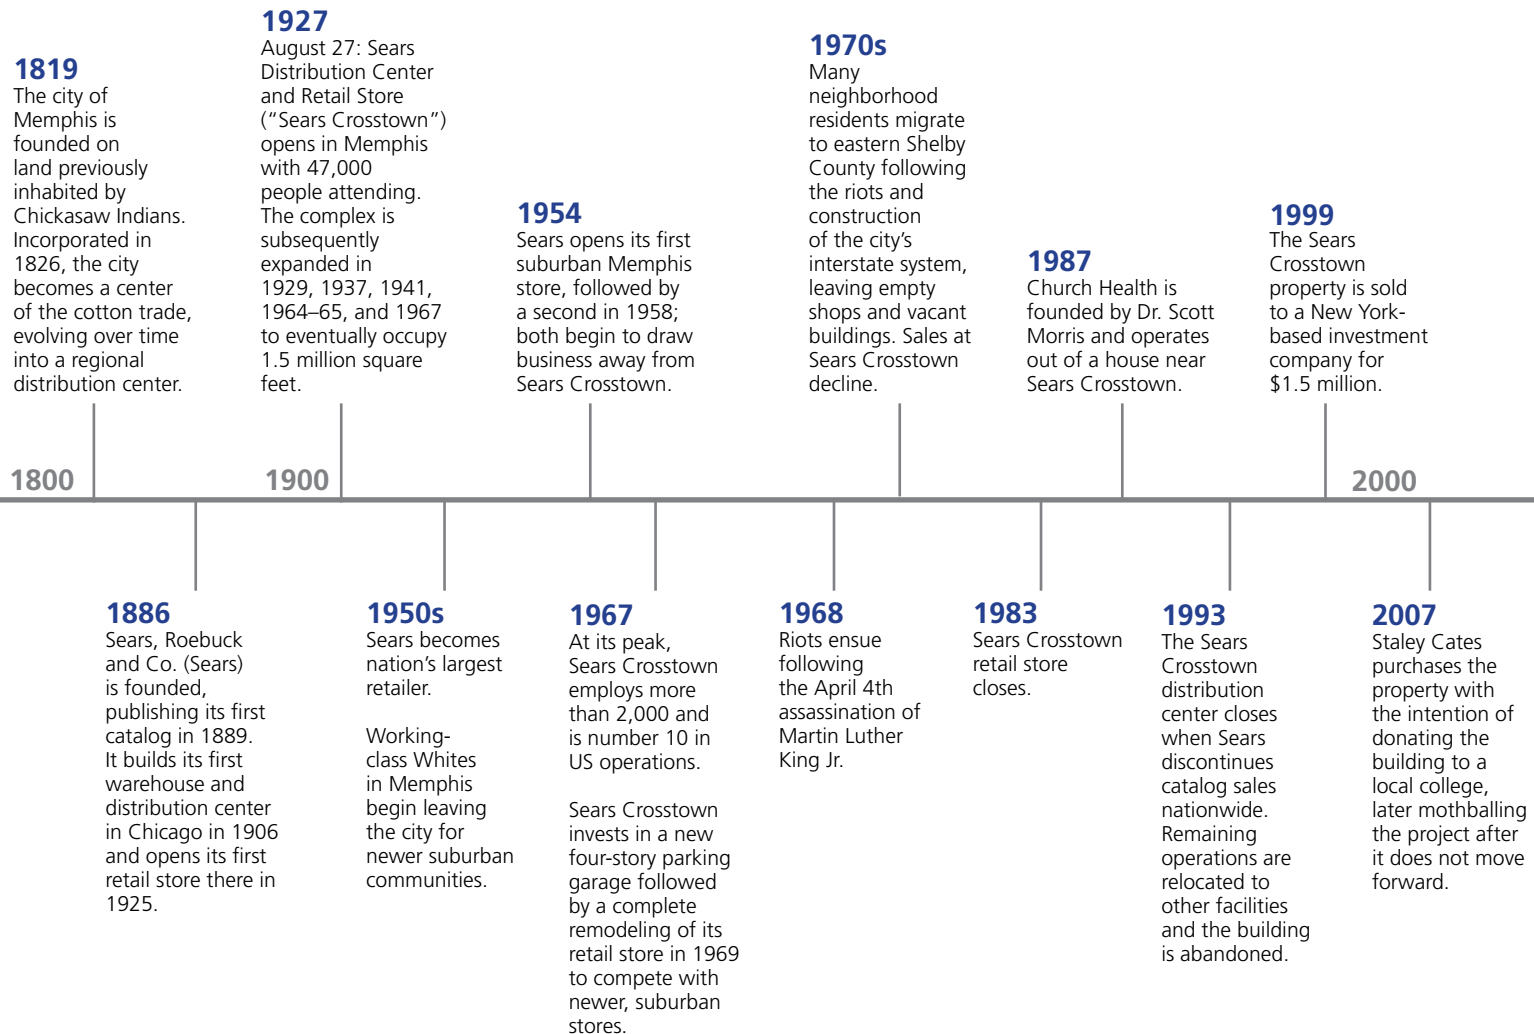 1819
The city of
Memphis is
founded on
land previously
inhabited by
Chickasaw Indians.
Incorporated in
1826, the city
becomes a center
of the cotton trade,
evolving over time
into a regional
distribution center.
1927
August 27: Sears
Distribution Center
and Retail Store
(“Sears Crosstown”)
opens in Memphis
with 47,000
people attending.
The complex is
subsequently
expanded in
1929, 1937, 1941,
1964–65, and 1967
to eventually occupy
1.5 million square
feet.
1954
Sears opens its first
suburban Memphis
store, followed by
a second in 1958;
both begin to draw
business away from
Sears Crosstown.
1970s
Many
neighborhood
residents migrate
to eastern Shelby
County following
the riots and
construction
of the city’s
interstate system,
leaving empty
shops and vacant
buildings. Sales at
Sears Crosstown
decline.
1987
Church Health is
founded by Dr. Scott
Morris and operates
out of a house near
Sears Crosstown.
1999
The Sears
Crosstown
property is sold
to a New York-
based investment
company for
$1.5 million.
1800
1900
2000
1886
Sears, Roebuck
and Co. (Sears)
is founded,
publishing its first
catalog in 1889.
It builds its first
warehouse and
distribution center
in Chicago in 1906
and opens its first
retail store there in
1925.
1950s
Sears becomes
nation’s largest
retailer.
Working-
class Whites
in Memphis
begin leaving
the city for
newer suburban
communities.
1967
At its peak,
Sears Crosstown
employs more
than 2,000 and
is number 10 in
US operations.
Sears Crosstown
invests in a new
four-story parking
garage followed
by a complete
remodeling of its
retail store in 1969
to compete with
newer, suburban
stores.
1968
Riots ensue
following
the April 4th
assassination of
Martin Luther
King Jr.
1983
Sears Crosstown
retail store
closes.
1993
The Sears
Crosstown
distribution
center closes
when Sears
discontinues
catalog sales
nationwide.
Remaining
operations are
relocated to
other facilities
and the building
is abandoned.
2007
Staley Cates
purchases the
property with
the intention of
donating the
building to a
local college,
later mothballing
the project after
it does not move
forward.